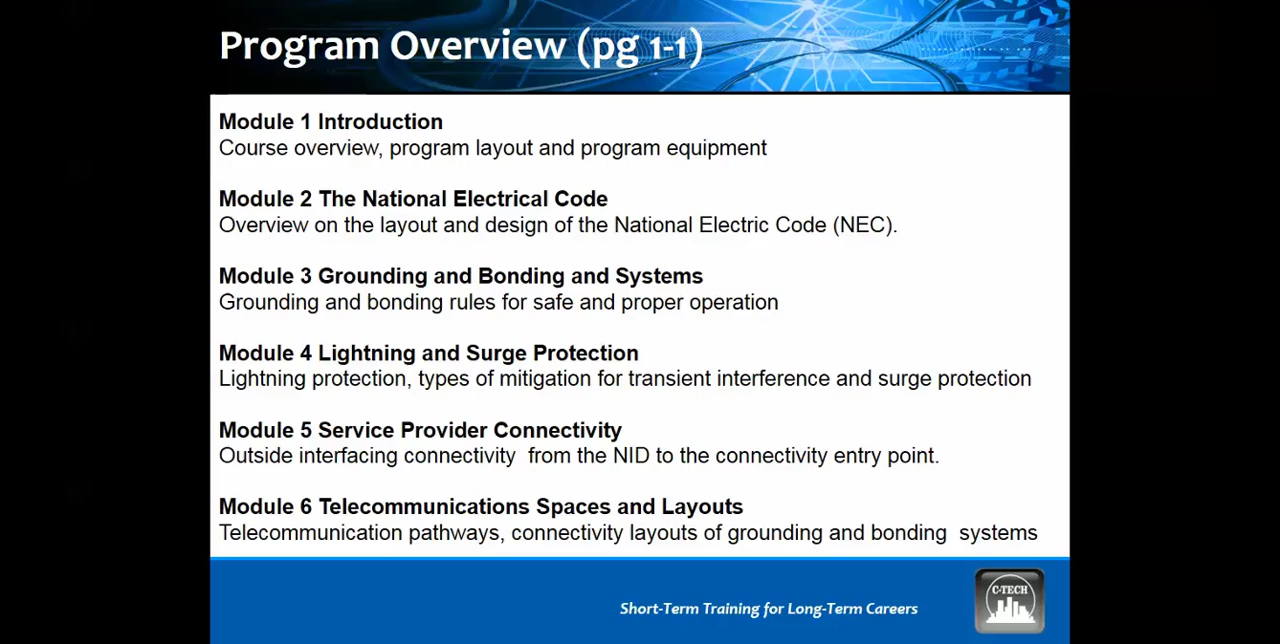 Program Overview (pg 1-1)
Module 1 Introduction
Course overview, program layout and program equipment
Module 2 The National Electrical Code
Overview on the layout and design of the National Electric Code (NEC).
Module 3 Grounding and Bonding and Systems
Grounding and bonding rules for safe and proper operation
Module 4 Lightning and Surge Protection
Lightning protection, types of mitigation for transient interference and surge protection
Module 5 Service Provider Connectivity
Outside interfacing connectivity  from the NID to the connectivity entry point.
Module 6 Telecommunications Spaces and Layouts
Telecommunication pathways, connectivity layouts of grounding and bonding  systems
Short-Term Training for Long-Term Careers
C-TECH